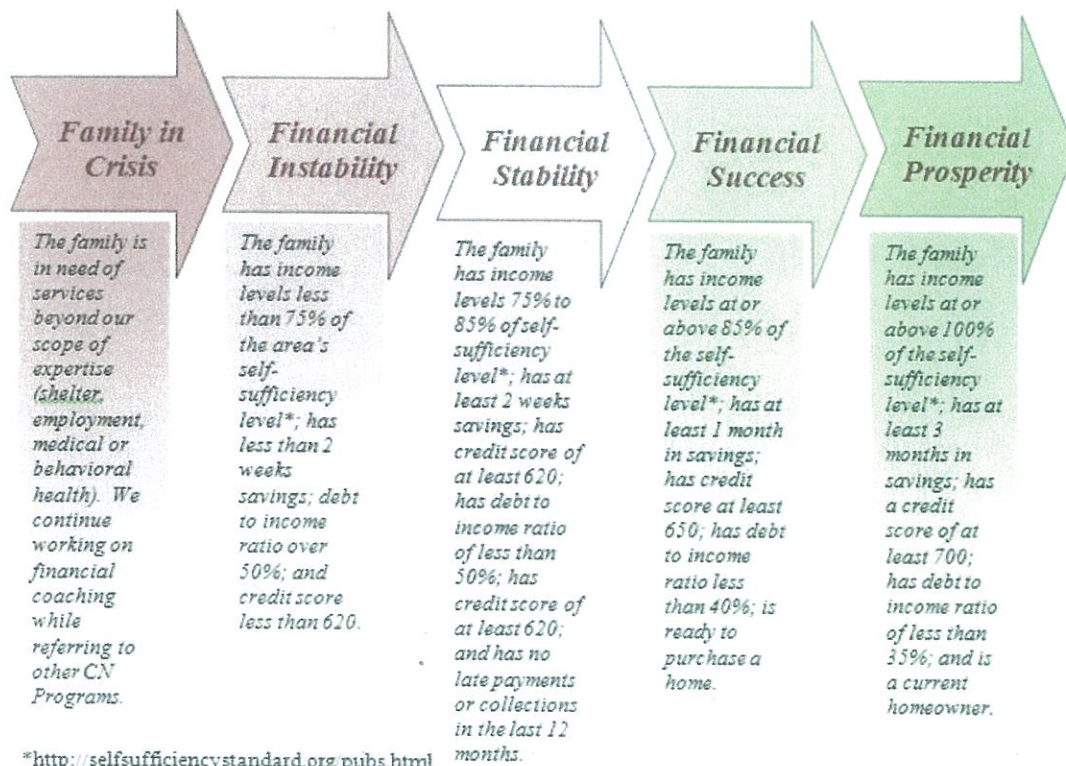 Family in
Crisis
The family is
in need of
services
beyond our
scope of
expertise
(shelter,
employment,
medical or
behavioral
health). We
continue
working on
financial
coaching
while
referring to
other CN
Programs.
Financial
Instability
The family
has income
levels less
than 75% of
the area's
self-
sufficiency
level*; has
less than 2
weeks
savings; debt
to income
ratio over
50%; and
credit score
less than 620.
Financial
Stability
The family
has income
levels 75% to
85% of self-
sufficiency
level*; has at
least 2 weeks
savings; has
credit score of
at least 620;
has debt to
income ratio
of less than
50%; has
credit score of
at least 620;
and has no
late payments
or collections
in the last 12
months.
Financial
Success
The family
has income
levels at or
above 85% of
the self-
sufficiency
level*; has at
least 1 month
in savings;
has credit
score at least
650; has debt
to income
ratio less
than 40%; is
ready to
purchase a
home.
Financial
Prosperity
The family
has income
levels at or
above 100%
of the self-
sufficiency
level*; has at
least 3
months in
savings; has
a credit
score of at
least 700;
has debt to
income ratio
of less than
35%; and is
a current
homeowner.
*http://selfsufficiencystandard.org/pubs.html